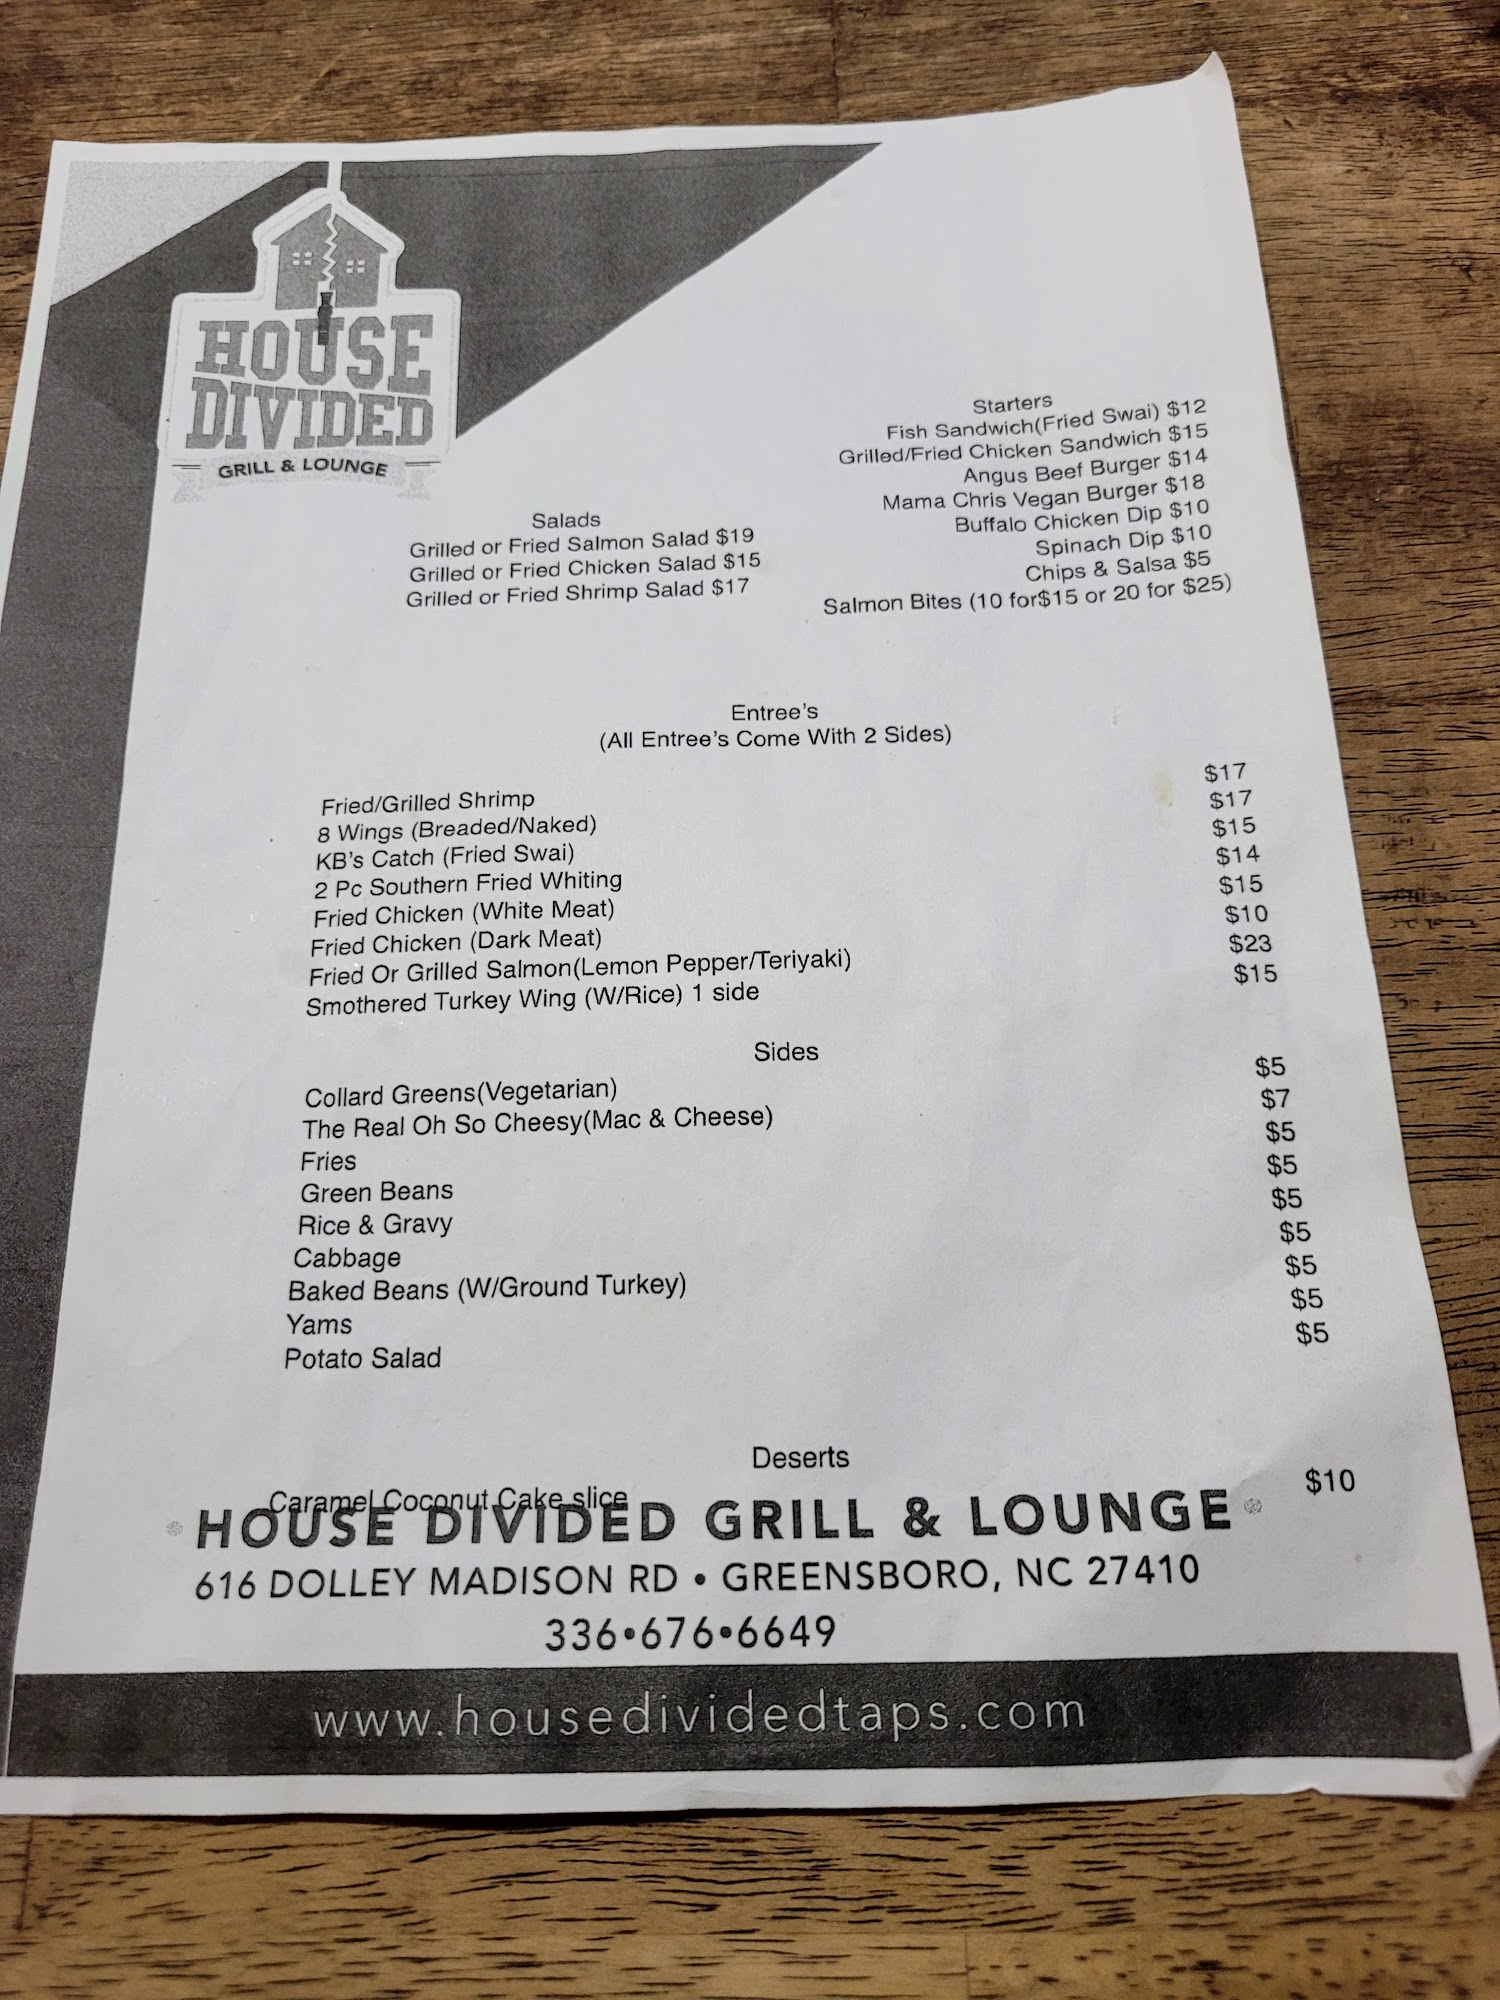 HOUSE
DIVIDED
GRILL & LOUNGE
Salads
Grilled or Fried Salmon Salad $19
Grilled or Fried Chicken Salad $15
Grilled or Fried Shrimp Salad $17
Starters
Fish Sandwich(Fried Swai) $12
Grilled/Fried Chicken Sandwich $15
Angus Beef Burger $14
Mama Chris Vegan Burger $18
Buffalo Chicken Dip $10
Spinach Dip $10
Chips & Salsa $5
Salmon Bites (10 for$15 or 20 for $25)
Entree's
(All Entree's Come With 2 Sides)
Fried/Grilled Shrimp $17
8 Wings (Breaded/Naked) $17
KB's Catch (Fried Swai) $15
2 Pc Southern Fried Whiting $14
Fried Chicken (White Meat) $15
Fried Chicken (Dark Meat) $10
Fried Or Grilled Salmon(Lemon Pepper/Teriyaki) $23
Smothered Turkey Wing (W/Rice) 1 side $15
Sides
Collard Greens(Vegetarian) $5
The Real Oh So Cheesy(Mac & Cheese) $7
Fries $5
Green Beans $5
Rice & Gravy $5
Cabbage $5
Baked Beans (W/Ground Turkey) $5
Yams $5
Potato Salad $5
Deserts
Caramel Coconut Cake slice $10
HOUSE DIVIDED GRILL & LOUNGE
616 DOLLEY MADISON RD • GREENSBORO, NC 27410
336•676•6649
www.housedividedtaps.com